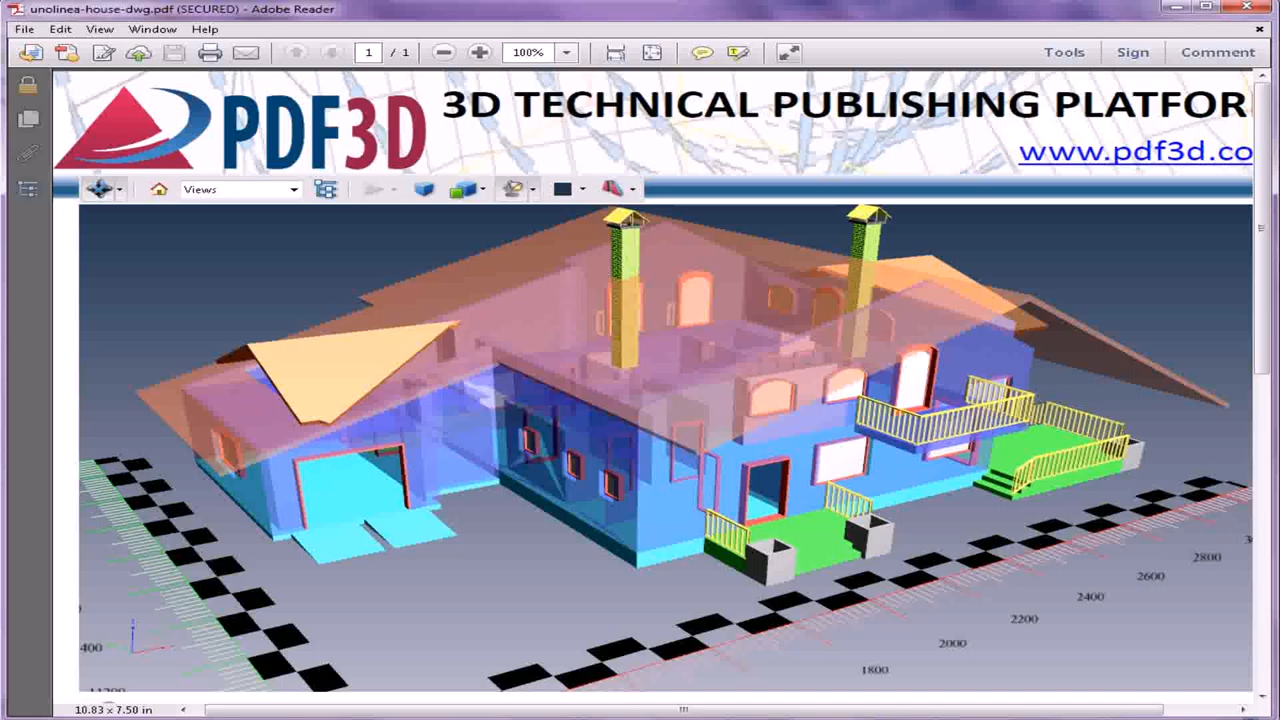 unolinea-house-dwg.pdf (SECURED) - Adobe Reader
File Edit View Window Help
1 / 1 100% Tools Sign Comment
PDF3D
3D TECHNICAL PUBLISHING PLATFOR
www.pdf3d.co
Views
2800
2600
2400
2200
2000
1800
400
10.83 x 7.50 in